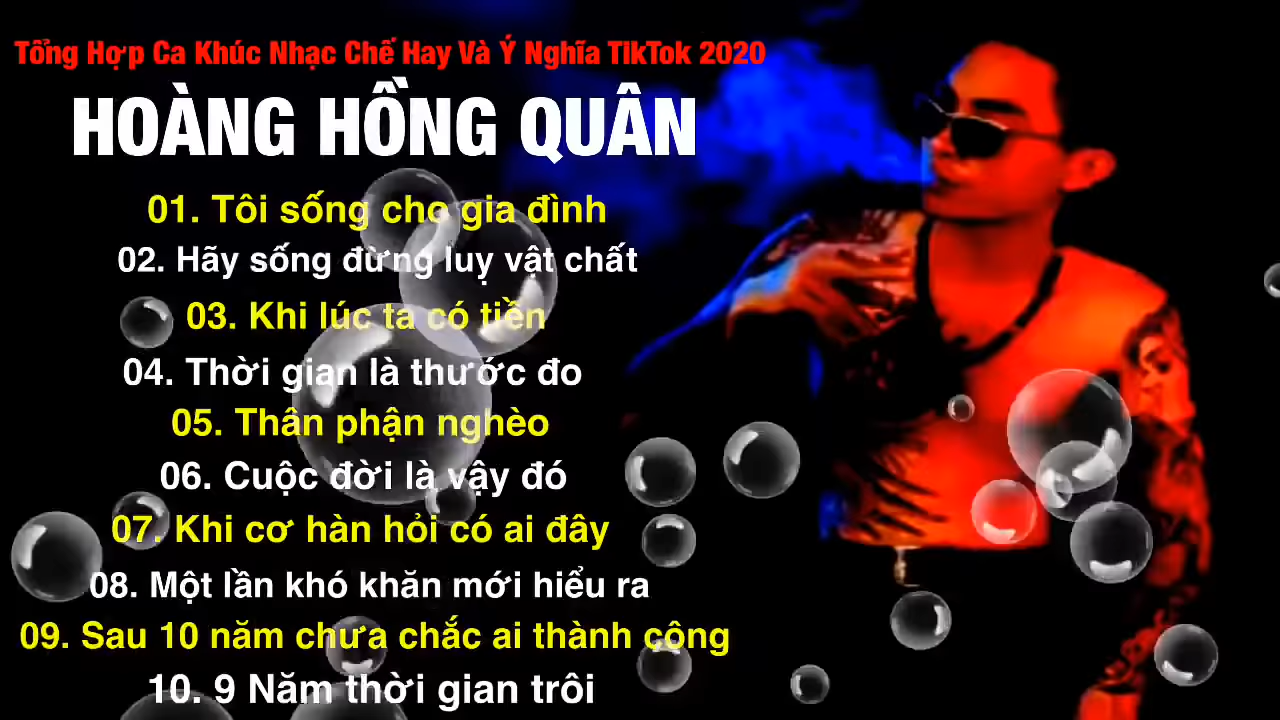 Tổng Hợp Ca Khúc Nhạc Chế Hay Và Ý Nghĩa TikTok 2020
HOÀNG HỒNG QUÂN
01. Tôi sống cho gia đình
02. Hãy sống đừng luỵ vật chất
03. Khi lúc ta có tiền
04. Thời gian là thước đo
05. Thân phận nghèo
06. Cuộc đời là vậy đó
07. Khi cơ hàn hỏi có ai đây
08. Một lần khó khăn mới hiểu ra
09. Sau 10 năm chưa chắc ai thành công
10. 9 Năm thời gian trôi